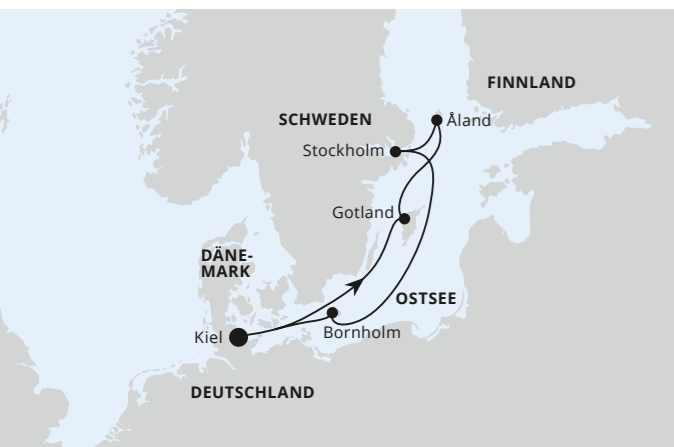 FINNLAND
SCHWEDEN
Åland
Stockholm
Gotland
DÄNE-
MARK
OSTSEE
Bornholm
Kiel
DEUTSCHLAND